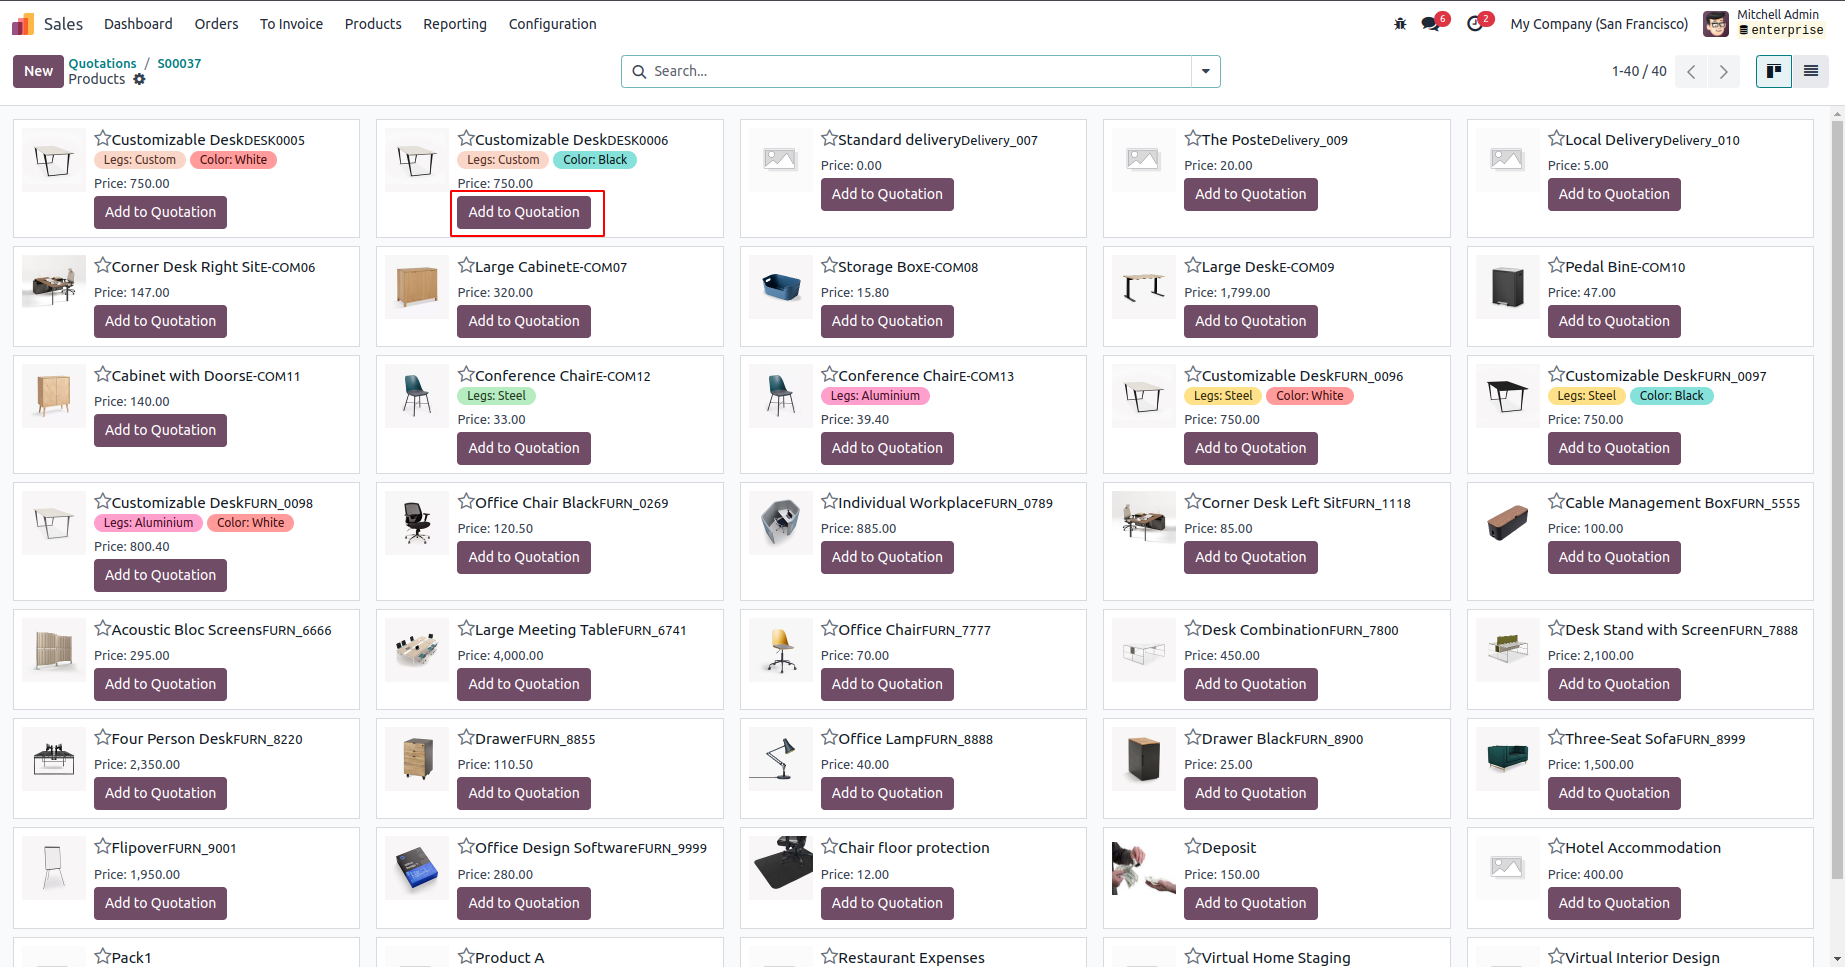 Sales Dashboard Orders To Invoice Products Reporting Configuration 6 2 My Company (San Francisco) Mitchell Admin
enterprise
New Quotations / S00037 Search... 1-40 / 40
Products
Customizable DeskDESK0005
Legs: Custom Color: White
Price: 750.00
Add to Quotation
Customizable DeskDESK0006
Legs: Custom Color: Black
Price: 750.00
Add to Quotation
Standard deliveryDelivery_007
Price: 0.00
Add to Quotation
The PosteDelivery_009
Price: 20.00
Add to Quotation
Local DeliveryDelivery_010
Price: 5.00
Add to Quotation
Corner Desk Right SitE-COM06
Price: 147.00
Add to Quotation
Large CabinetE-COM07
Price: 320.00
Add to Quotation
Storage BoxE-COM08
Price: 15.80
Add to Quotation
Large DeskE-COM09
Price: 1,799.00
Add to Quotation
Pedal BinE-COM10
Price: 47.00
Add to Quotation
Cabinet with DoorsE-COM11
Price: 140.00
Add to Quotation
Conference ChairE-COM12
Legs: Steel
Price: 33.00
Add to Quotation
Conference ChairE-COM13
Legs: Aluminium
Price: 39.40
Add to Quotation
Customizable DeskFURN_0096
Legs: Steel Color: White
Price: 750.00
Add to Quotation
Customizable DeskFURN_0097
Legs: Steel Color: Black
Price: 750.00
Add to Quotation
Customizable DeskFURN_0098
Legs: Aluminium Color: White
Price: 800.40
Add to Quotation
Office Chair BlackFURN_0269
Price: 120.50
Add to Quotation
Individual WorkplaceFURN_0789
Price: 885.00
Add to Quotation
Corner Desk Left SitFURN_1118
Price: 85.00
Add to Quotation
Cable Management BoxFURN_5555
Price: 100.00
Add to Quotation
Acoustic Bloc ScreensFURN_6666
Price: 295.00
Add to Quotation
Large Meeting TableFURN_6741
Price: 4,000.00
Add to Quotation
Office ChairFURN_7777
Price: 70.00
Add to Quotation
Desk CombinationFURN_7800
Price: 450.00
Add to Quotation
Desk Stand with ScreenFURN_7888
Price: 2,100.00
Add to Quotation
Four Person DeskFURN_8220
Price: 2,350.00
Add to Quotation
DrawerFURN_8855
Price: 110.50
Add to Quotation
Office LampFURN_8888
Price: 40.00
Add to Quotation
Drawer BlackFURN_8900
Price: 25.00
Add to Quotation
Three-Seat SofaFURN_8999
Price: 1,500.00
Add to Quotation
FlipoverFURN_9001
Price: 1,950.00
Add to Quotation
Office Design SoftwareFURN_9999
Price: 280.00
Add to Quotation
Chair floor protection
Price: 12.00
Add to Quotation
Deposit
Price: 150.00
Add to Quotation
Hotel Accommodation
Price: 400.00
Add to Quotation
Pack1
Product A
Restaurant Expenses
Virtual Home Staging
Virtual Interior Design